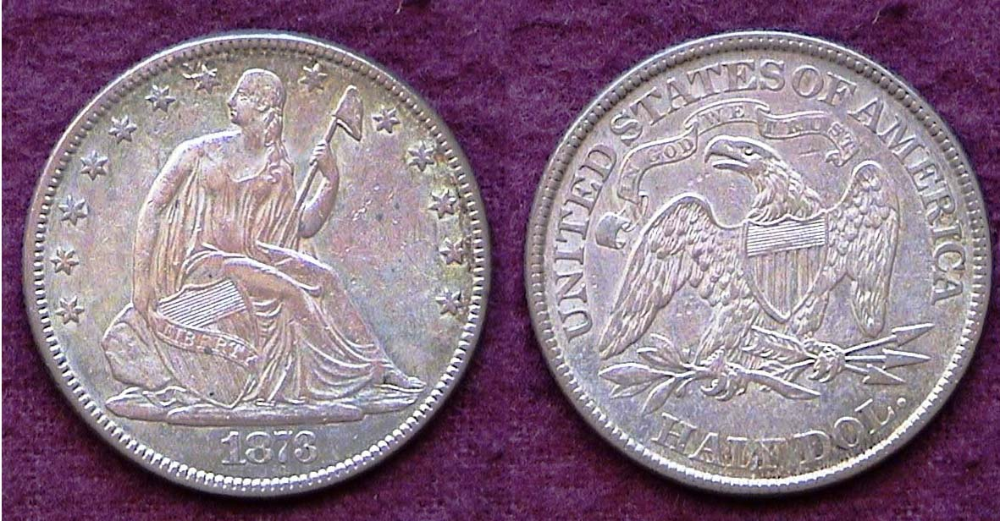 LIBERTY
1873
UNITED STATES OF AMERICA
IN GOD WE TRUST
HALF DOL.